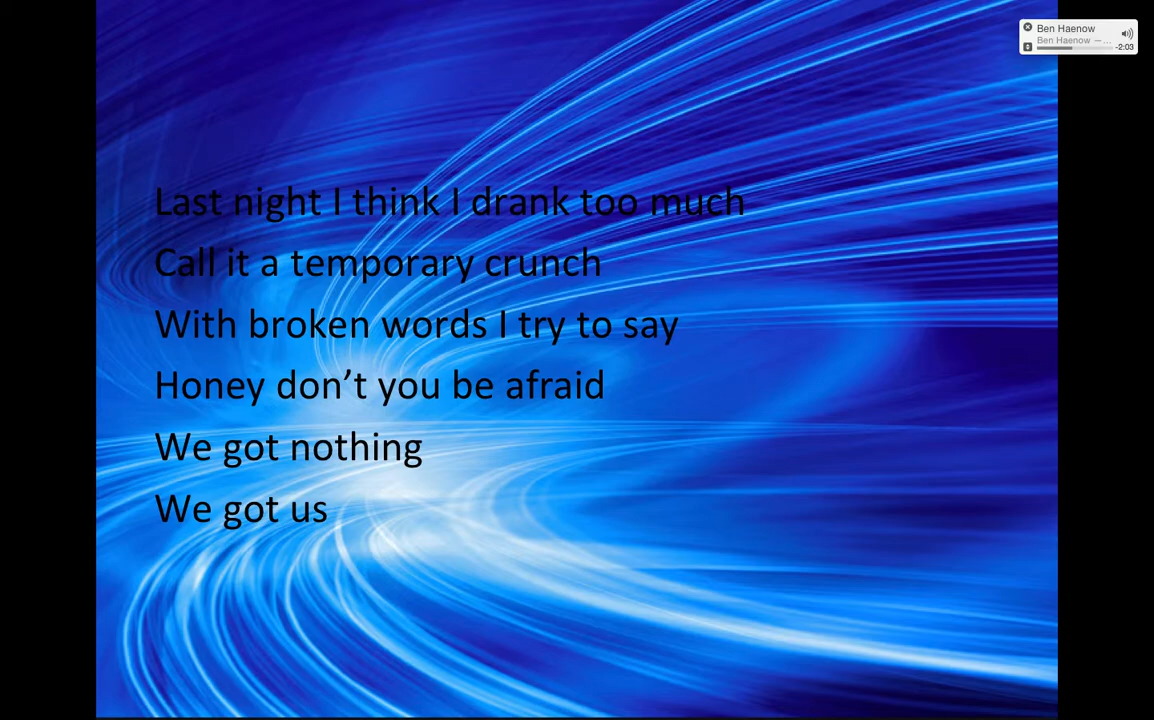 Ben Haenow
Ben Haenow —...
-2:03
Last night I think I drank too much
Call it a temporary crunch
With broken words I try to say
Honey don’t you be afraid
We got nothing
We got us